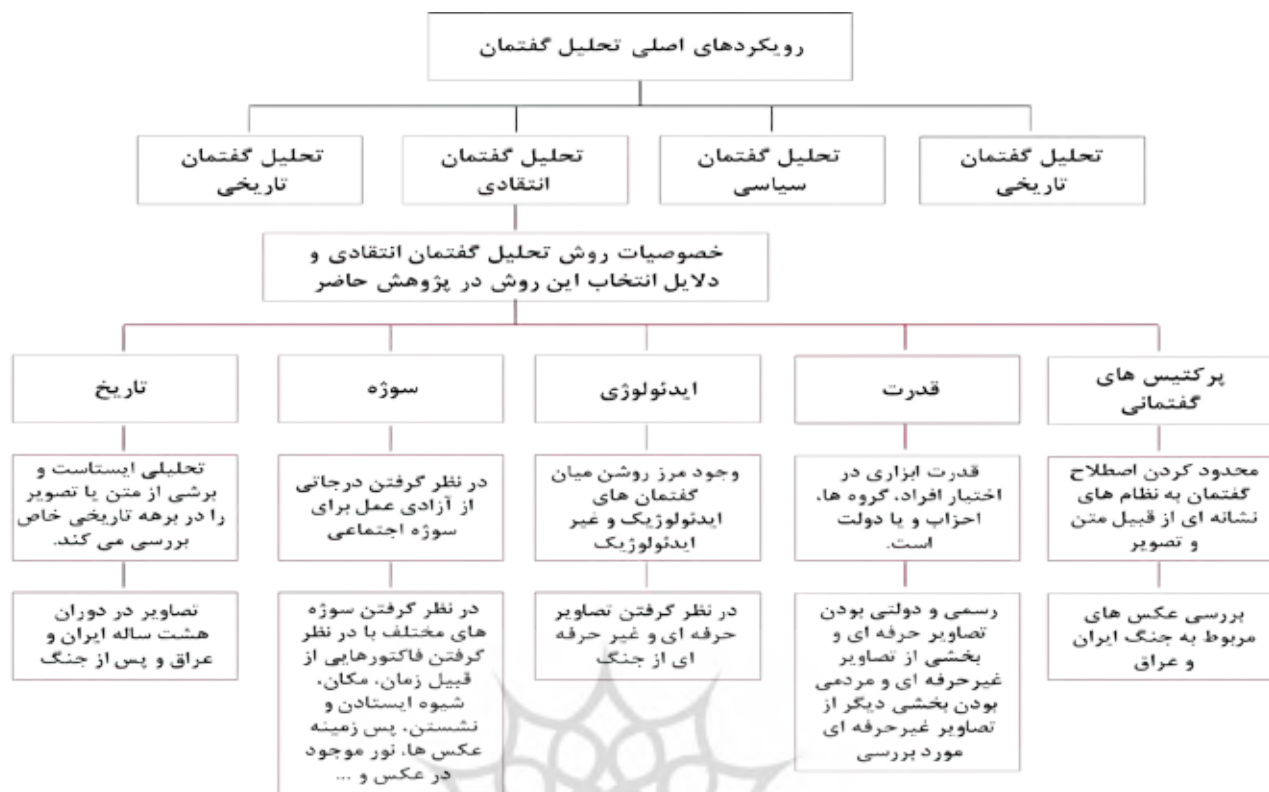 رویکردهای اصلی تحلیل گفتمان
تحلیل گفتمان
تاریخی
تحلیل گفتمان
سیاسی
تحلیل گفتمان
انتقادی
تحلیل گفتمان
تاریخی
خصوصیات روش تحلیل گفتمان انتقادی و
دلایل انتخاب این روش در پژوهش حاضر
پرکتیس های
گفتمانی
قدرت
ایدئولوژی
سوژه
تاریخ
محدود کردن اصطلاح
گفتمان به نظام های
نشانه ای از قبیل متن
و تصویر
قدرت ابزاری در
اختیار افراد، گروه ها،
احزاب و یا دولت
است.
وجود مرز روشن میان
گفتمان های
ایدئولوژیک و غیر
ایدئولوژیک
در نظر گرفتن درجاتی
از آزادی عمل برای
سوژه اجتماعی
تحلیلی ایستاست و
برشی از متن یا تصویر
را در برهه تاریخی خاص
بررسی می کند.
بررسی عکس های
مربوط به جنگ ایران
و عراق
رسمی و دولتی بودن
تصاویر حرفه ای و
بخشی از تصاویر
غیرحرفه ای و مردمی
بودن بخشی دیگر از
تصاویر غیرحرفه ای
مورد بررسی
در نظر گرفتن تصاویر
حرفه ای و غیر حرفه
ای از جنگ
در نظر گرفتن سوژه
های مختلف با در نظر
گرفتن فاکتورهایی از
قبیل زمان، مکان،
شیوه ایستادن و
نشستن، پس زمینه
عکس ها، نور موجود
در عکس و ...
تصاویر در دوران
هشت ساله ایران و
عراق و پس از جنگ